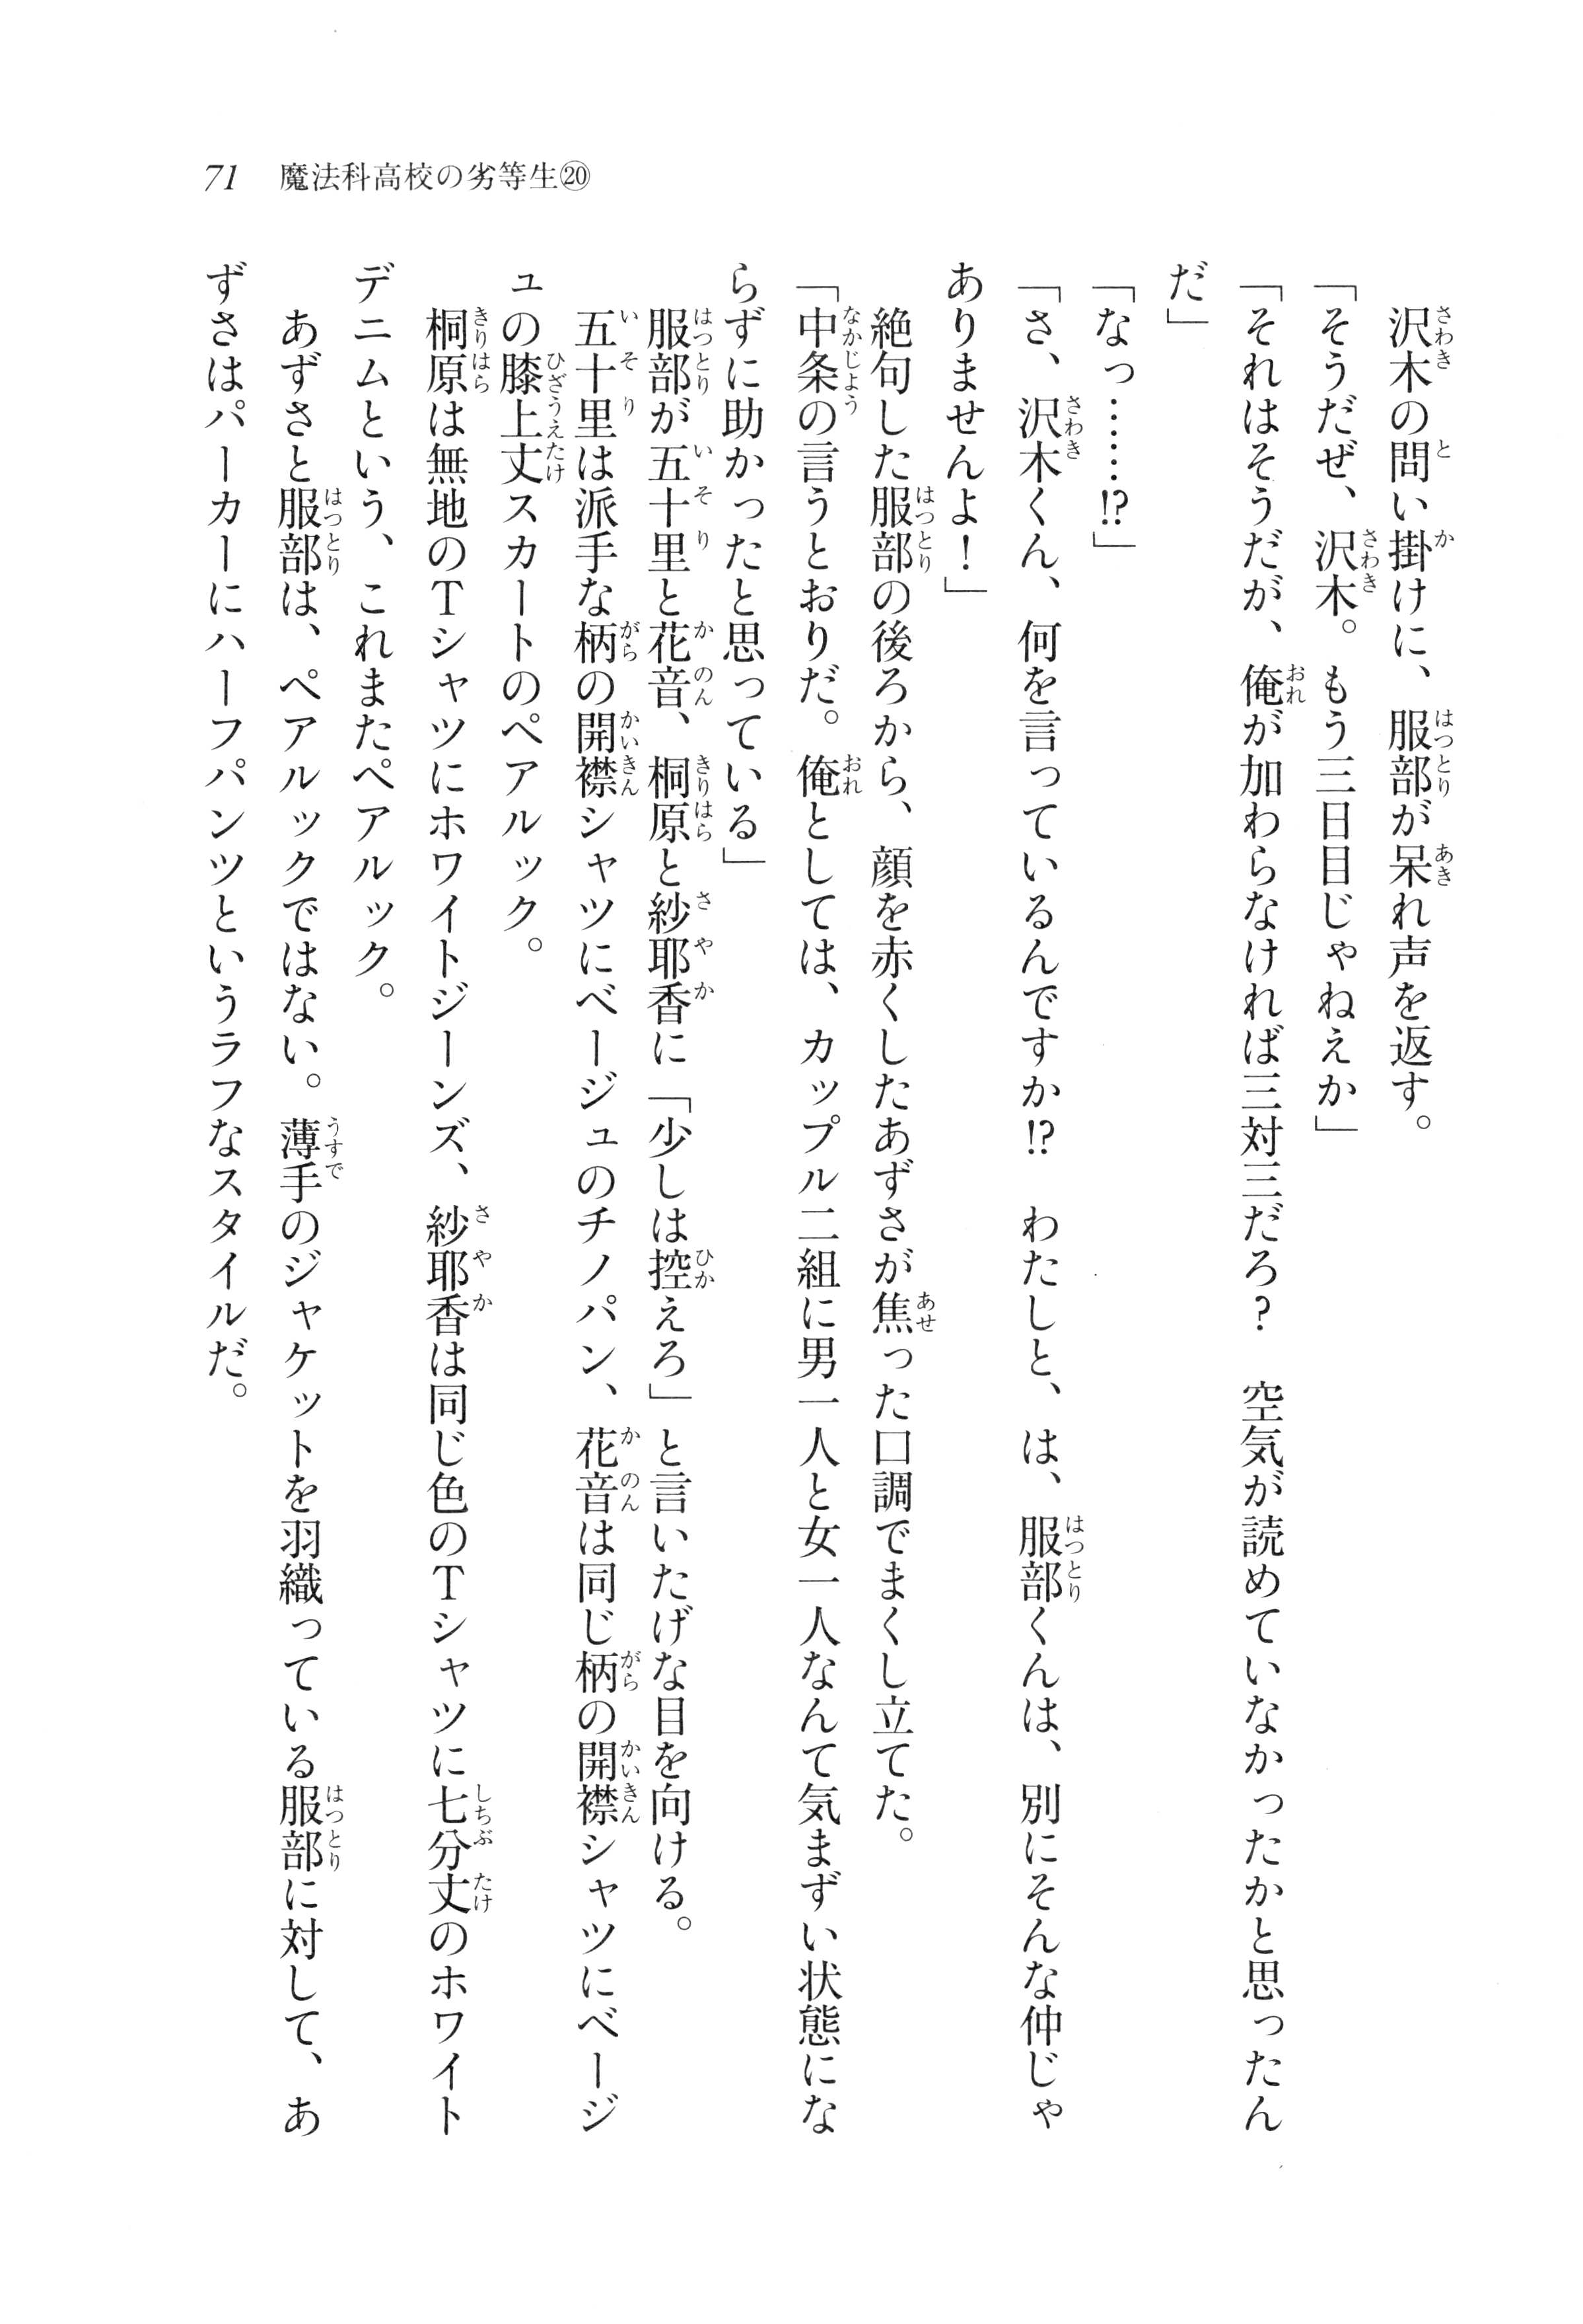 71 魔法科高校の劣等生⑳
沢木の問い掛けに、服部が呆れ声を返す。
「そうだぜ、沢木。もう三日目じゃねえか」
「それはそうだが、俺が加わらなければ三対三だろ？　空気が読めていなかったかと思ったん
だ」
「なっ……⁉」
「さ、沢木くん、何を言っているんですか⁉　わたしと、は、服部くんは、別にそんな仲じゃ
ありませんよ！」
絶句した服部の後ろから、顔を赤くしたあずさが焦った口調でまくし立てた。
「中条の言うとおりだ。俺としては、カップル二組に男一人と女一人なんて気まずい状態にな
らずに助かったと思っている」
服部が五十里と花音、桐原と紗耶香に「少しは控えろ」と言いたげな目を向ける。
五十里は派手な柄の開襟シャツにベージュのチノパン、花音は同じ柄の開襟シャツにベージ
ュの膝上丈スカートのペアルック。
桐原は無地のTシャツにホワイトジーンズ、紗耶香は同じ色のTシャツに七分丈のホワイト
デニムという、これまたペアルック。
あずさと服部は、ペアルックではない。薄手のジャケットを羽織っている服部に対して、あ
ずさはパーカーにハーフパンツというラフなスタイルだ。